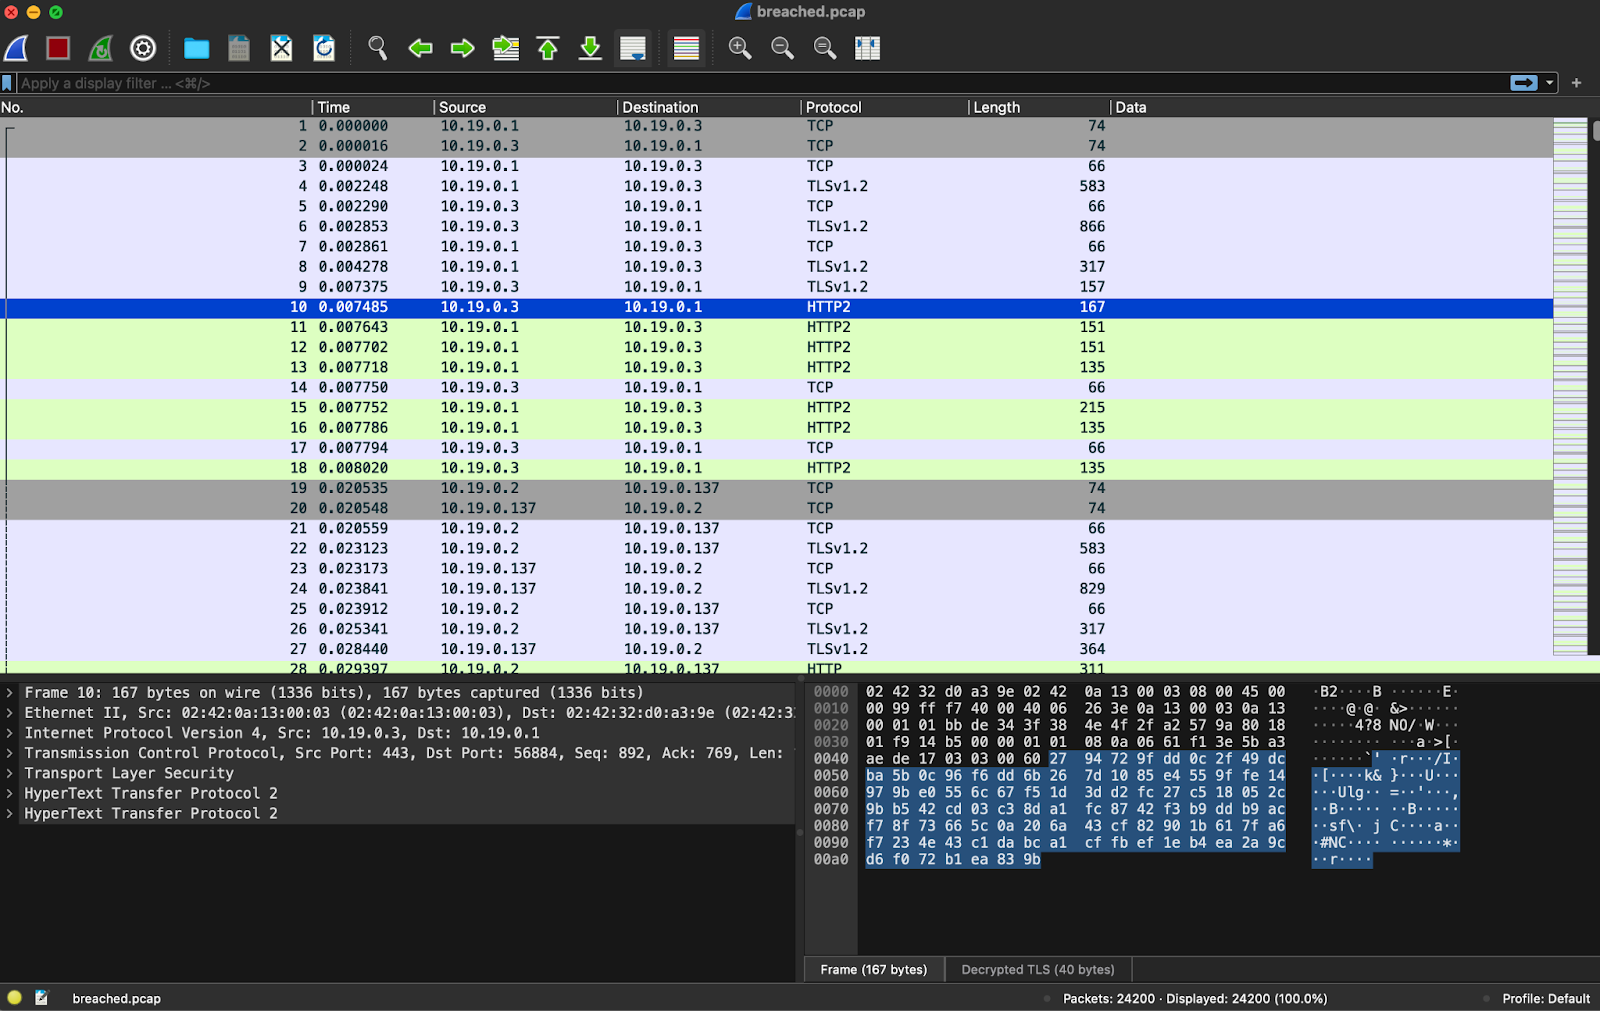 breached.pcap
Apply a display filter ... <⌘/>
No. Time Source Destination Protocol Length Data
1 0.000000 10.19.0.1 10.19.0.3 TCP 74
2 0.000016 10.19.0.3 10.19.0.1 TCP 74
3 0.000024 10.19.0.1 10.19.0.3 TCP 66
4 0.002248 10.19.0.1 10.19.0.3 TLSv1.2 583
5 0.002290 10.19.0.3 10.19.0.1 TCP 66
6 0.002853 10.19.0.3 10.19.0.1 TLSv1.2 866
7 0.002861 10.19.0.1 10.19.0.3 TCP 66
8 0.004278 10.19.0.1 10.19.0.3 TLSv1.2 317
9 0.007375 10.19.0.3 10.19.0.1 TLSv1.2 157
10 0.007485 10.19.0.3 10.19.0.1 HTTP2 167
11 0.007643 10.19.0.1 10.19.0.3 HTTP2 151
12 0.007702 10.19.0.1 10.19.0.3 HTTP2 151
13 0.007718 10.19.0.1 10.19.0.3 HTTP2 135
14 0.007750 10.19.0.3 10.19.0.1 TCP 66
15 0.007752 10.19.0.1 10.19.0.3 HTTP2 215
16 0.007786 10.19.0.1 10.19.0.3 HTTP2 135
17 0.007794 10.19.0.3 10.19.0.1 TCP 66
18 0.008020 10.19.0.3 10.19.0.1 HTTP2 135
19 0.020535 10.19.0.2 10.19.0.137 TCP 74
20 0.020548 10.19.0.137 10.19.0.2 TCP 74
21 0.020559 10.19.0.2 10.19.0.137 TCP 66
22 0.023123 10.19.0.2 10.19.0.137 TLSv1.2 583
23 0.023173 10.19.0.137 10.19.0.2 TCP 66
24 0.023841 10.19.0.137 10.19.0.2 TLSv1.2 829
25 0.023912 10.19.0.2 10.19.0.137 TCP 66
26 0.025341 10.19.0.2 10.19.0.137 TLSv1.2 317
27 0.028440 10.19.0.137 10.19.0.2 TLSv1.2 364
28 0.029397 10.19.0.2 10.19.0.137 HTTP 311
Frame 10: 167 bytes on wire (1336 bits), 167 bytes captured (1336 bits)
Ethernet II, Src: 02:42:0a:13:00:03 (02:42:0a:13:00:03), Dst: 02:42:32:d0:a3:9e (02:42:3
Internet Protocol Version 4, Src: 10.19.0.3, Dst: 10.19.0.1
Transmission Control Protocol, Src Port: 443, Dst Port: 56884, Seq: 892, Ack: 769, Len:
Transport Layer Security
HyperText Transfer Protocol 2
HyperText Transfer Protocol 2
0000 02 42 32 d0 a3 9e 02 42 0a 13 00 03 08 00 45 00 ·B2····B ······E·
0010 00 99 ff f7 40 00 40 06 26 3e 0a 13 00 03 0a 13 ····@·@· &>······
0020 00 01 01 bb de 34 3f 38 4e 4f 2f a2 57 9a 80 18 ·····4?8 NO/·W···
0030 01 f9 14 b5 00 00 01 01 08 0a 06 61 f1 3e 5b a3 ········ ···a·>[·
0040 ae de 17 03 03 00 60 27 94 72 9f dd 0c 2f 49 dc ······`' ·r···/I·
0050 ba 5b 0c 96 f6 dd 6b 26 7d 10 85 e4 55 9f fe 14 ·[····k& }···U···
0060 97 9b e0 55 6c 67 f5 1d 3d d2 fc 27 c5 18 05 2c ···Ulg·· =··'···,
0070 9b b5 42 cd 03 c3 8d a1 fc 87 42 f3 b9 dd b9 ac ··B····· ··B·····
0080 f7 8f 73 66 5c 0a 20 6a 43 cf 82 90 1b 61 7f a6 ··sf\· j C····a··
0090 f7 23 4e 43 c1 da bc a1 cf fb ef 1e b4 ea 2a 9c ·#NC···· ······*·
00a0 d6 f0 72 b1 ea 83 9b ··r····
Frame (167 bytes) Decrypted TLS (40 bytes)
breached.pcap Packets: 24200 · Displayed: 24200 (100.0%) Profile: Default